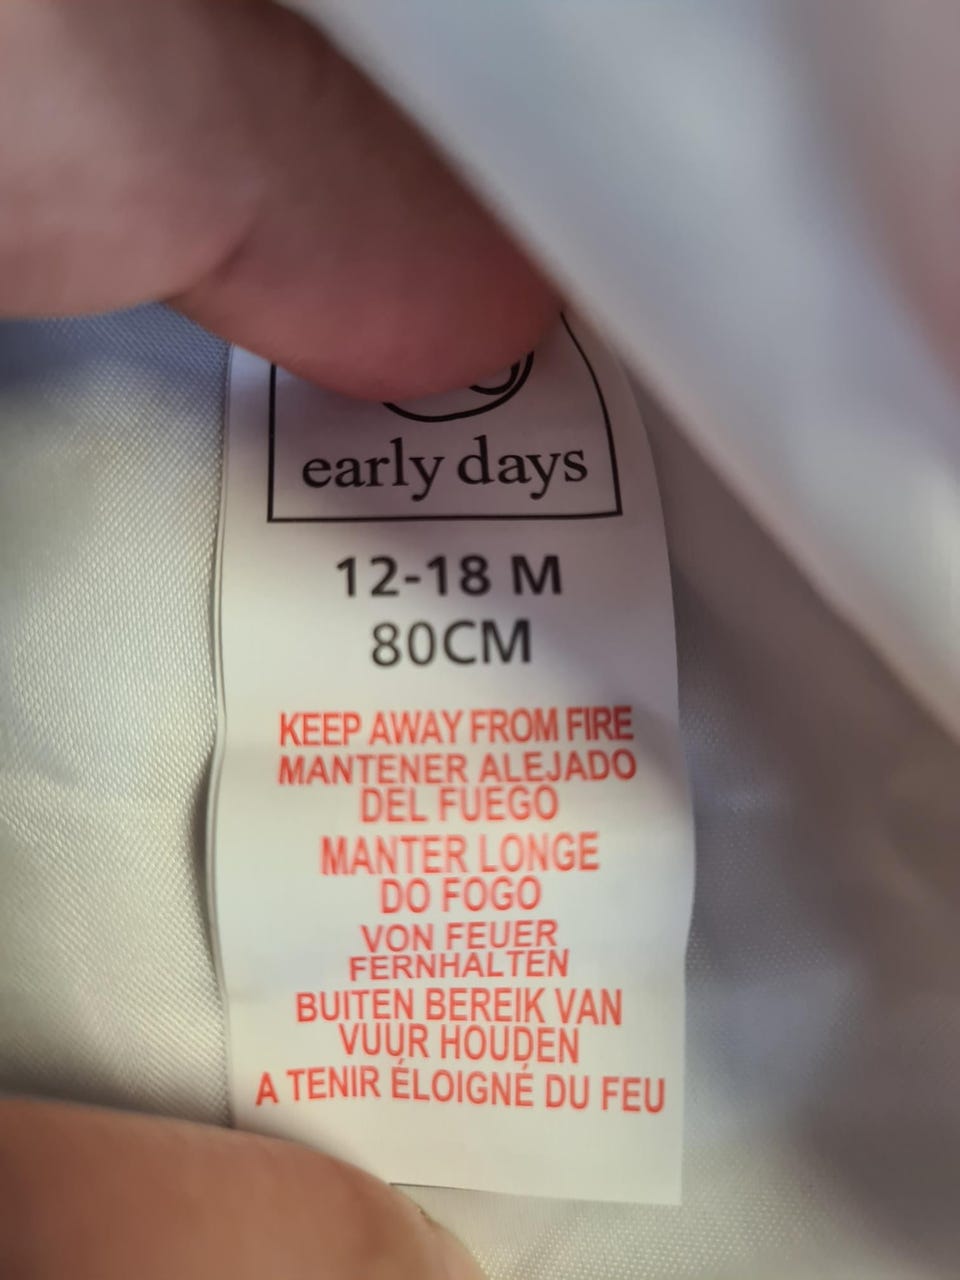 early days
12-18 M
80CM
KEEP AWAY FROM FIRE
MANTENER ALEJADO
DEL FUEGO
MANTER LONGE
DO FOGO
VON FEUER
FERNHALTEN
BUITEN BEREIK VAN
VUUR HOUDEN
A TENIR ÉLOIGNÉ DU FEU